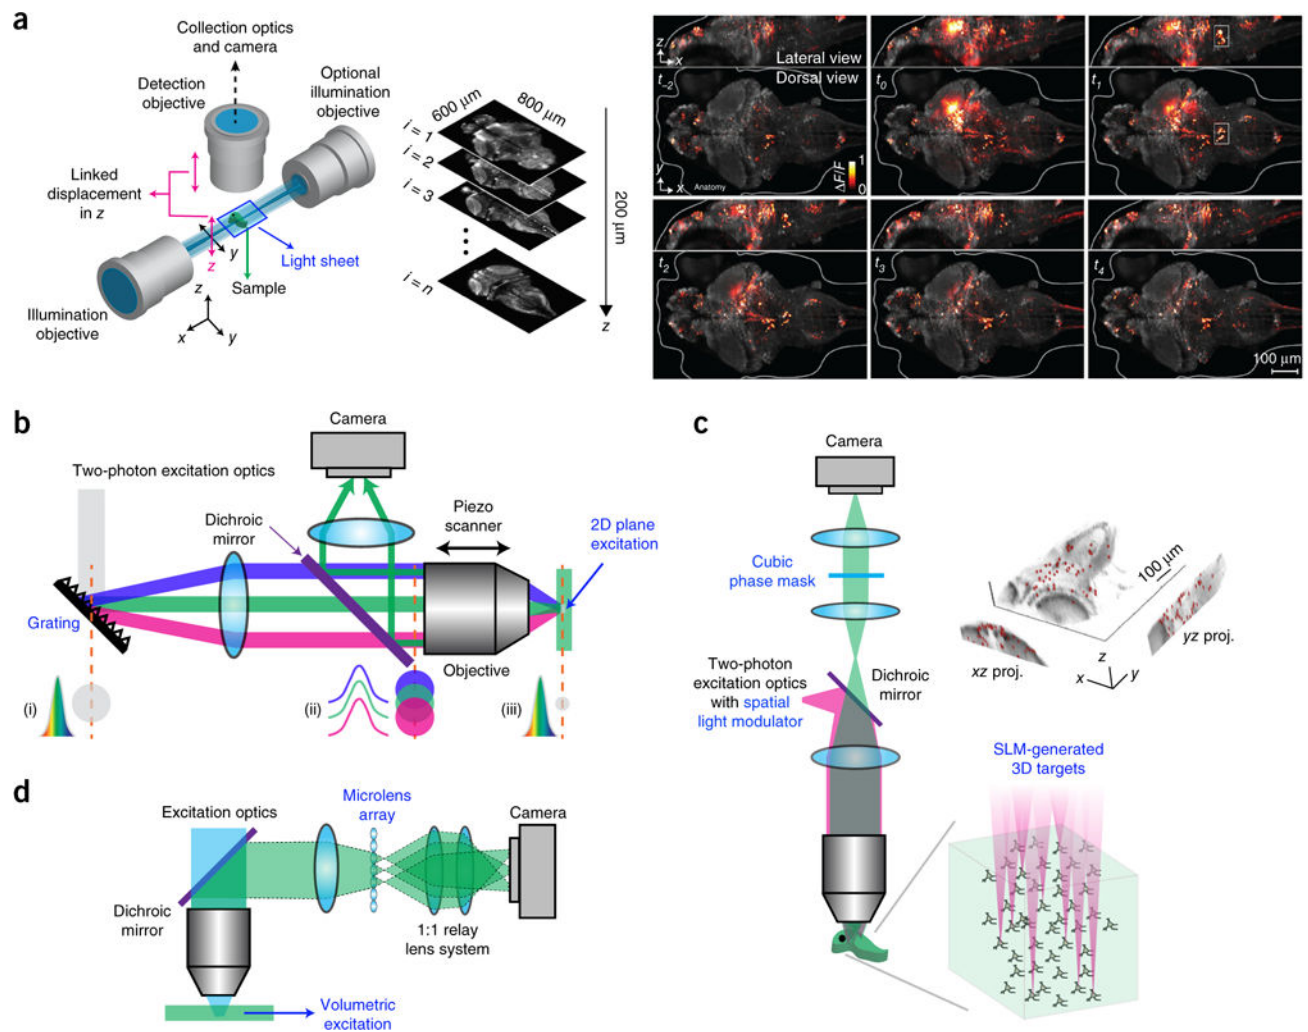 a
Collection optics
and camera
Detection
objective
Optional
illumination
objective
Linked
displacement
in z
y
z
Light sheet
Sample
Illumination
objective
z
x
y
600 μm
800 μm
i = 1
i = 2
i = 3
i = n
200 μm
z
z
x
Lateral view
Dorsal view
t–2
t0
t1
y
x
Anatomy
ΔF/F
1
0
t2
t3
t4
100 μm
b
Camera
Two-photon excitation optics
Dichroic
mirror
Piezo
scanner
2D plane
excitation
Grating
Objective
(i)
(ii)
(iii)
c
Camera
Cubic
phase mask
Two-photon
excitation optics
with spatial
light modulator
Dichroic
mirror
100 μm
xz proj.
yz proj.
z
x
y
SLM-generated
3D targets
d
Excitation optics
Microlens
array
Camera
Dichroic
mirror
1:1 relay
lens system
Volumetric
excitation